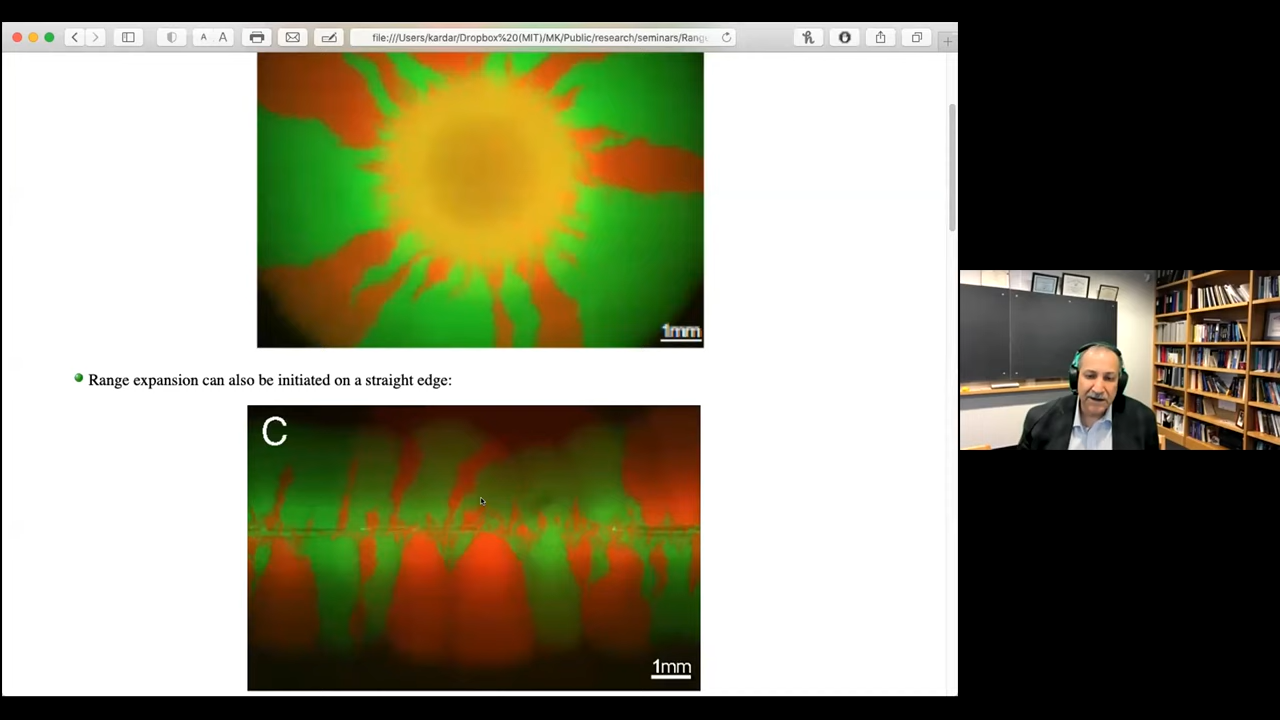 A A file:///Users/kardar/Dropbox%20(MIT)/MK/Public/research/seminars/Rang
1mm
Range expansion can also be initiated on a straight edge:
C
1mm